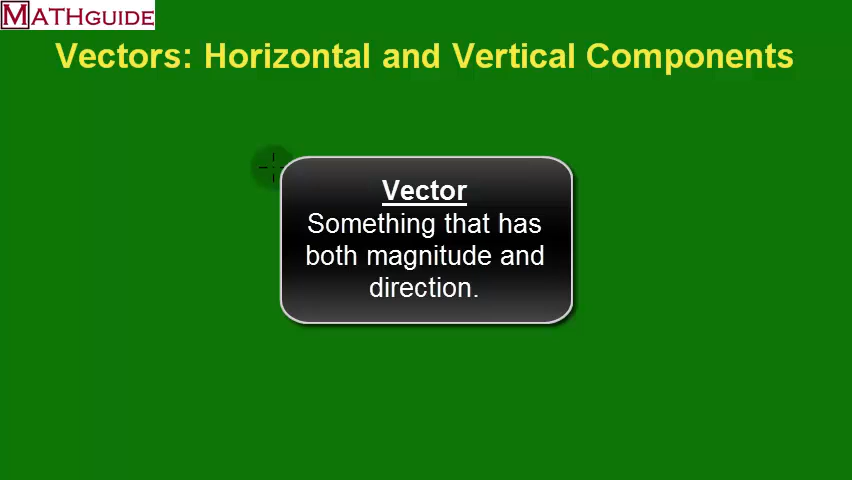 MATHGUIDE
Vectors: Horizontal and Vertical Components
Vector
Something that has
both magnitude and
direction.